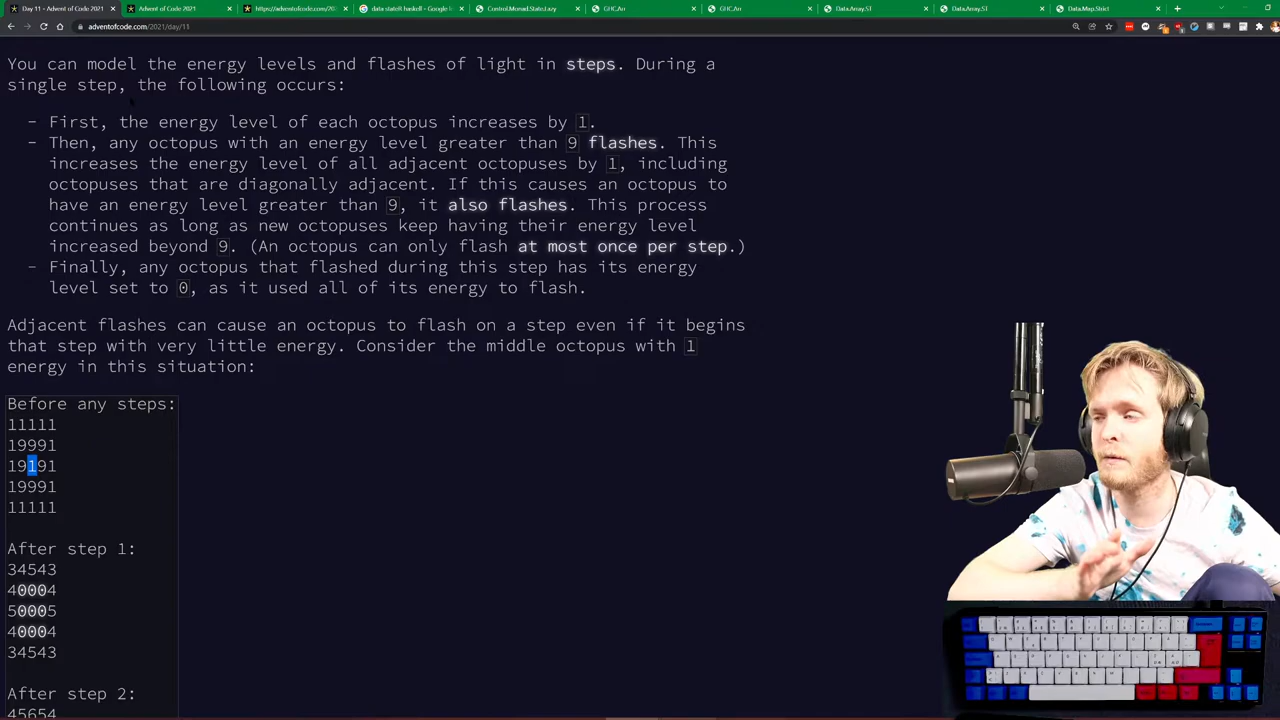 Day 11 - Advent of Code 2021
Advent of Code 2021
https://adventofcode.com/20
data stateR haskell - Google
Control.Monad.State.Lazy
GHC.Arr
GHC.Arr
Data.Array.ST
Data.Array.ST
Data.Map.Strict
adventofcode.com/2021/day/11
You can model the energy levels and flashes of light in steps. During a
single step, the following occurs:
- First, the energy level of each octopus increases by 1.
- Then, any octopus with an energy level greater than 9 flashes. This
increases the energy level of all adjacent octopuses by 1, including
octopuses that are diagonally adjacent. If this causes an octopus to
have an energy level greater than 9, it also flashes. This process
continues as long as new octopuses keep having their energy level
increased beyond 9. (An octopus can only flash at most once per step.)
- Finally, any octopus that flashed during this step has its energy
level set to 0, as it used all of its energy to flash.
Adjacent flashes can cause an octopus to flash on a step even if it begins
that step with very little energy. Consider the middle octopus with 1
energy in this situation:
Before any steps:
11111
19991
19191
19991
11111
After step 1:
34543
40004
50005
40004
34543
After step 2:
45654